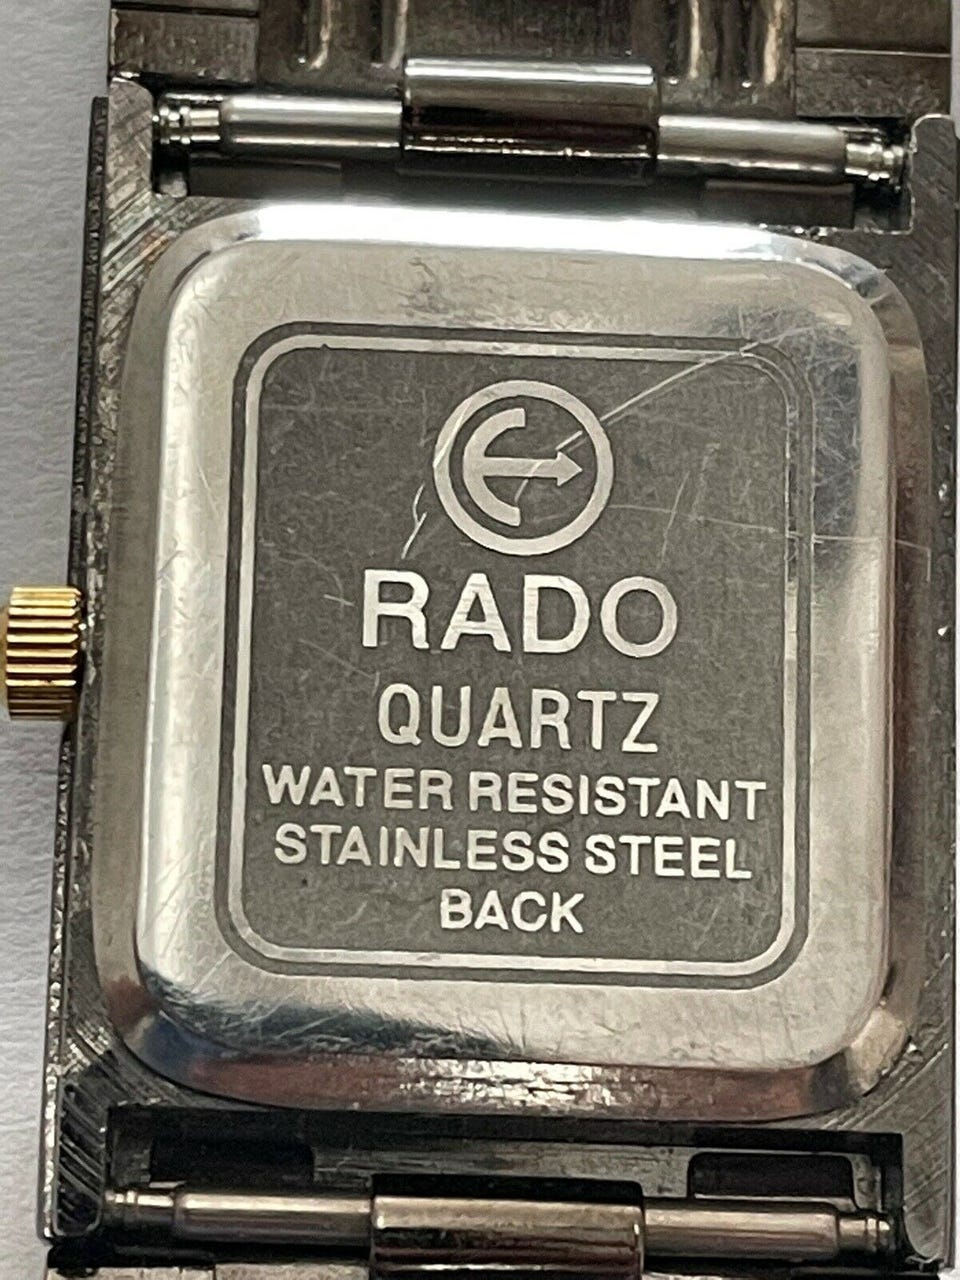 RADO
QUARTZ
WATER RESISTANT
STAINLESS STEEL
BACK